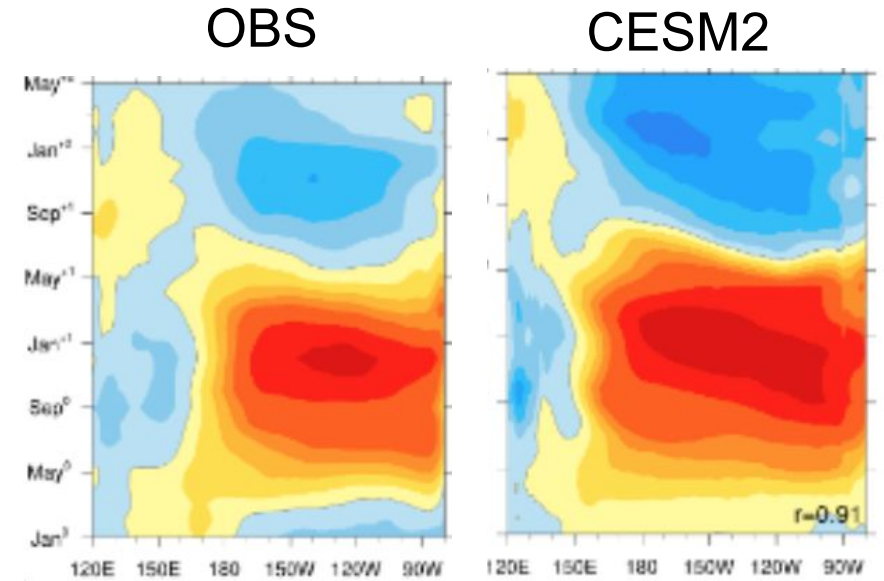 OBS
CESM2
May⁺²
Jan⁺²
Sep⁺¹
May⁺¹
Jan⁺¹
Sep⁰
May⁰
Jan⁰
r=0.91
120E 150E 180 150W 120W 90W
120E 150E 180 150W 120W 90W